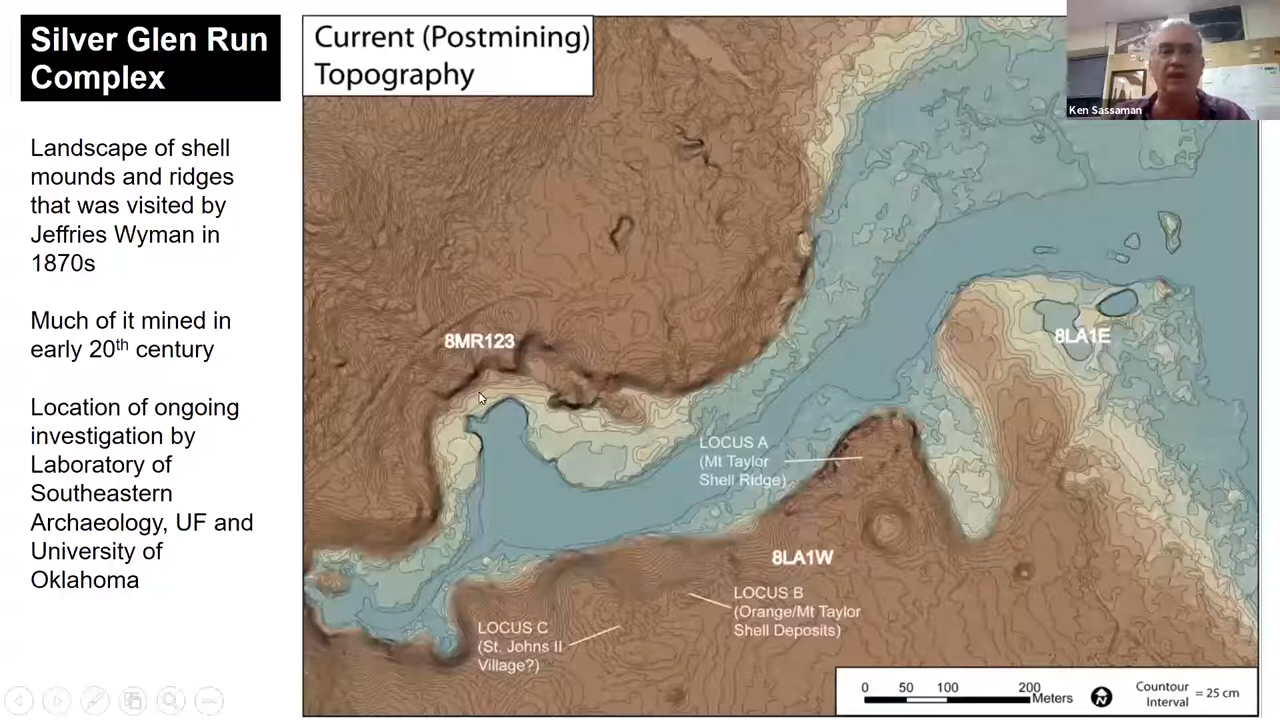 Silver Glen Run
Complex
Landscape of shell
mounds and ridges
that was visited by
Jeffries Wyman in
1870s
Much of it mined in
early 20th century
Location of ongoing
investigation by
Laboratory of
Southeastern
Archaeology, UF and
University of
Oklahoma
Current (Postmining)
Topography
Ken Sassaman
8MR123
8LA1E
LOCUS A
(Mt Taylor
Shell Ridge)
8LA1W
LOCUS B
(Orange/Mt Taylor
Shell Deposits)
LOCUS C
(St. Johns II
Village?)
0 50 100 200
Meters
N
Countour
Interval = 25 cm